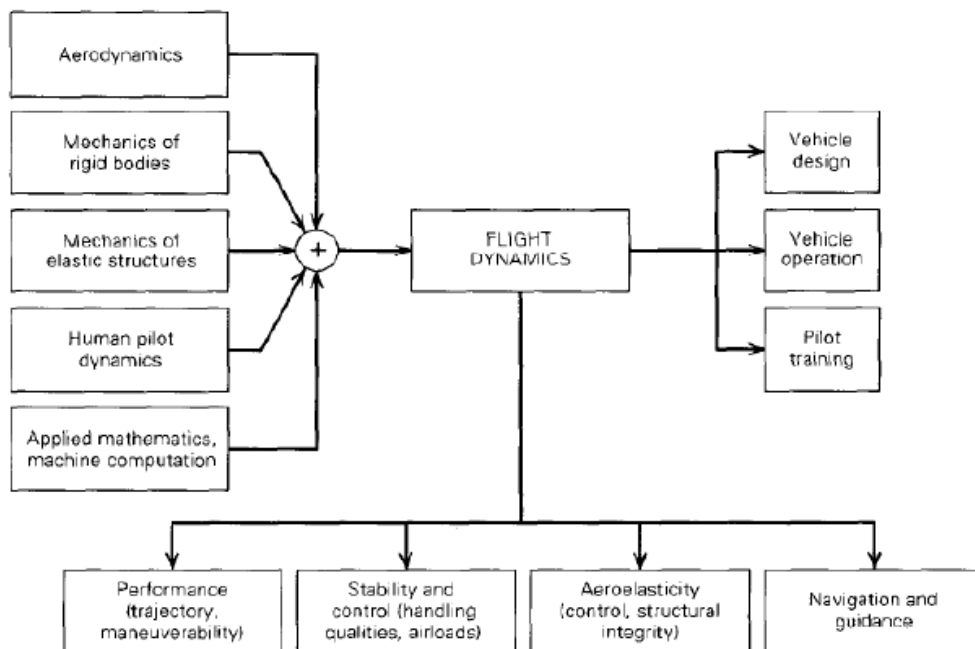 Aerodynamics
Mechanics of
rigid bodies
Mechanics of
elastic structures
Human pilot
dynamics
Applied mathematics,
machine computation
+
FLIGHT
DYNAMICS
Vehicle
design
Vehicle
operation
Pilot
training
Performance
(trajectory,
maneuverability)
Stability and
control (handling
qualities, airloads)
Aeroelasticity
(control, structural
integrity)
Navigation and
guidance